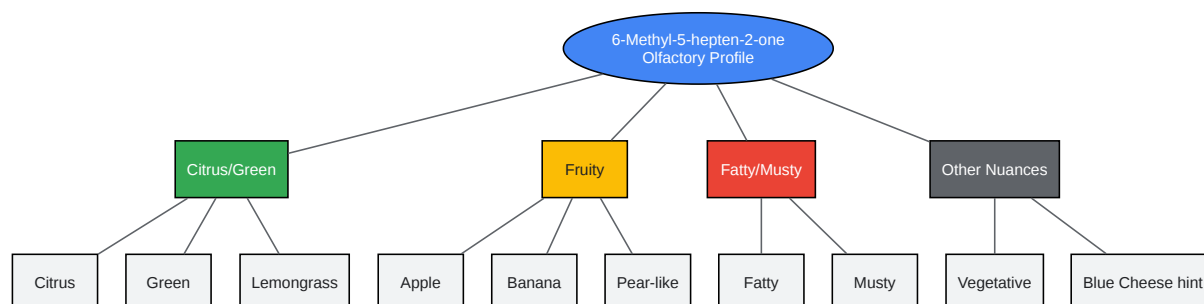 6-Methyl-5-hepten-2-one
Olfactory Profile
Citrus/Green
Fruity
Fatty/Musty
Other Nuances
Citrus
Green
Lemongrass
Apple
Banana
Pear-like
Fatty
Musty
Vegetative
Blue Cheese hint